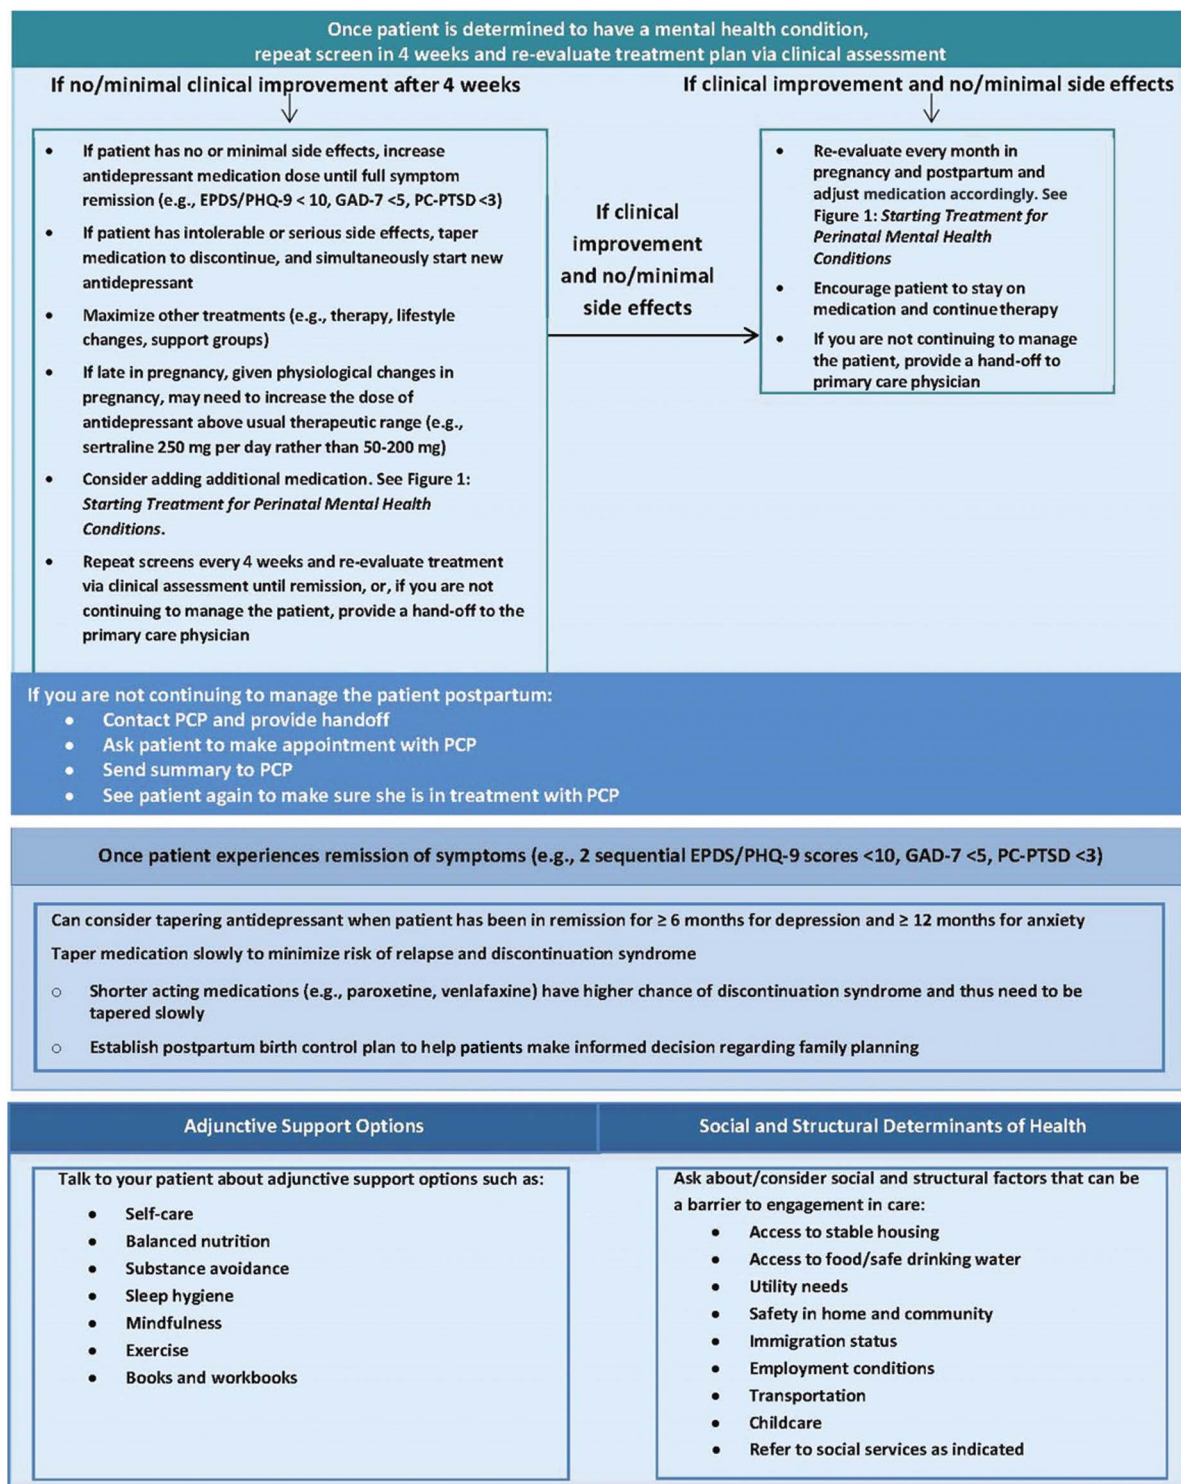 Once patient is determined to have a mental health condition,
repeat screen in 4 weeks and re-evaluate treatment plan via clinical assessment
If no/minimal clinical improvement after 4 weeks
• If patient has no or minimal side effects, increase
antidepressant medication dose until full symptom
remission (e.g., EPDS/PHQ-9 < 10, GAD-7 <5, PC-PTSD <3)
• If patient has intolerable or serious side effects, taper
medication to discontinue, and simultaneously start new
antidepressant
• Maximize other treatments (e.g., therapy, lifestyle
changes, support groups)
• If late in pregnancy, given physiological changes in
pregnancy, may need to increase the dose of
antidepressant above usual therapeutic range (e.g.,
sertraline 250 mg per day rather than 50-200 mg)
• Consider adding additional medication. See Figure 1:
Starting Treatment for Perinatal Mental Health
Conditions.
• Repeat screens every 4 weeks and re-evaluate treatment
via clinical assessment until remission, or, if you are not
continuing to manage the patient, provide a hand-off to the
primary care physician
If clinical
improvement
and no/minimal
side effects
If clinical improvement and no/minimal side effects
• Re-evaluate every month in
pregnancy and postpartum and
adjust medication accordingly. See
Figure 1: Starting Treatment for
Perinatal Mental Health
Conditions
• Encourage patient to stay on
medication and continue therapy
• If you are not continuing to manage
the patient, provide a hand-off to
primary care physician
If you are not continuing to manage the patient postpartum:
• Contact PCP and provide handoff
• Ask patient to make appointment with PCP
• Send summary to PCP
• See patient again to make sure she is in treatment with PCP
Once patient experiences remission of symptoms (e.g., 2 sequential EPDS/PHQ-9 scores <10, GAD-7 <5, PC-PTSD <3)
Can consider tapering antidepressant when patient has been in remission for ≥ 6 months for depression and ≥ 12 months for anxiety
Taper medication slowly to minimize risk of relapse and discontinuation syndrome
○ Shorter acting medications (e.g., paroxetine, venlafaxine) have higher chance of discontinuation syndrome and thus need to be
tapered slowly
○ Establish postpartum birth control plan to help patients make informed decision regarding family planning
Adjunctive Support Options
Talk to your patient about adjunctive support options such as:
• Self-care
• Balanced nutrition
• Substance avoidance
• Sleep hygiene
• Mindfulness
• Exercise
• Books and workbooks
Social and Structural Determinants of Health
Ask about/consider social and structural factors that can be
a barrier to engagement in care:
• Access to stable housing
• Access to food/safe drinking water
• Utility needs
• Safety in home and community
• Immigration status
• Employment conditions
• Transportation
• Childcare
• Refer to social services as indicated